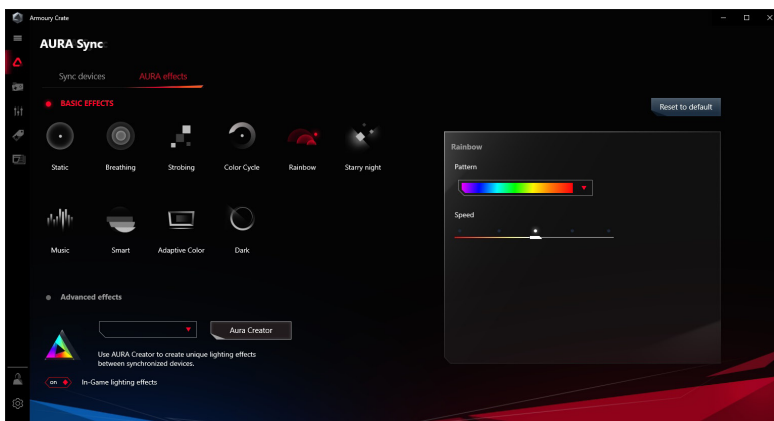 Armoury Crate
AURA Sync
Sync devices
AURA effects
BASIC EFFECTS
Reset to default
Static
Breathing
Strobing
Color Cycle
Rainbow
Starry night
Music
Smart
Adaptive Color
Dark
Rainbow
Pattern
Speed
Advanced effects
Aura Creator
Use AURA Creator to create unique lighting effects
between synchronized devices.
on
In-Game lighting effects